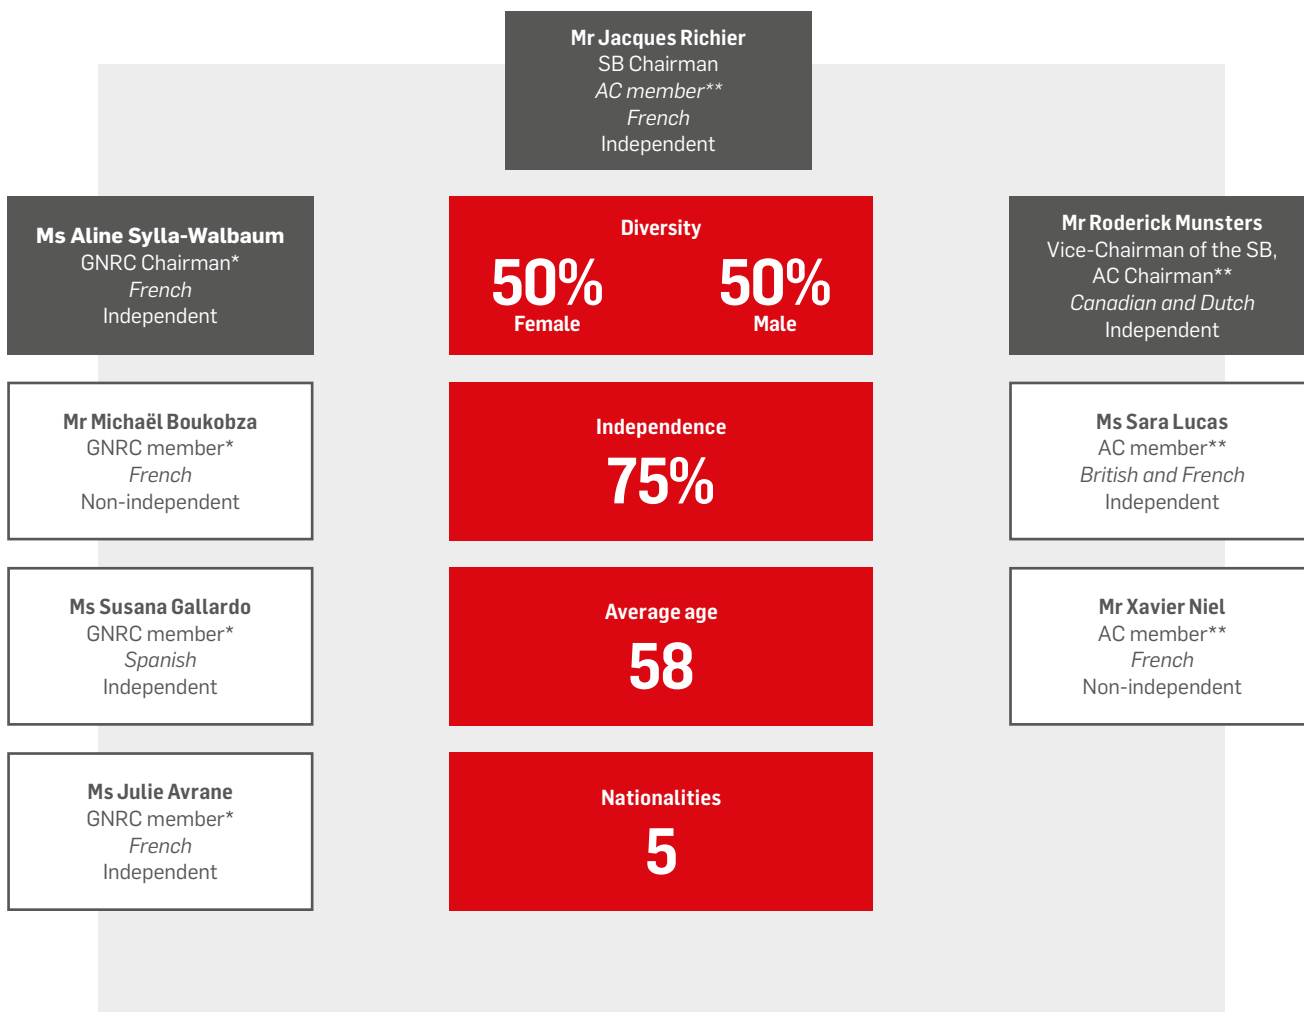 Mr Jacques Richier
SB Chairman
AC member**
French
Independent
Ms Aline Sylla-Walbaum
GNRC Chairman*
French
Independent
Mr Michaël Boukobza
GNRC member*
French
Non-independent
Ms Susana Gallardo
GNRC member*
Spanish
Independent
Ms Julie Avrane
GNRC member*
French
Independent
Diversity
50% 50%
Female Male
Independence
75%
Average age
58
Nationalities
5
Mr Roderick Munsters
Vice-Chairman of the SB,
AC Chairman**
Canadian and Dutch
Independent
Ms Sara Lucas
AC member**
British and French
Independent
Mr Xavier Niel
AC member**
French
Non-independent